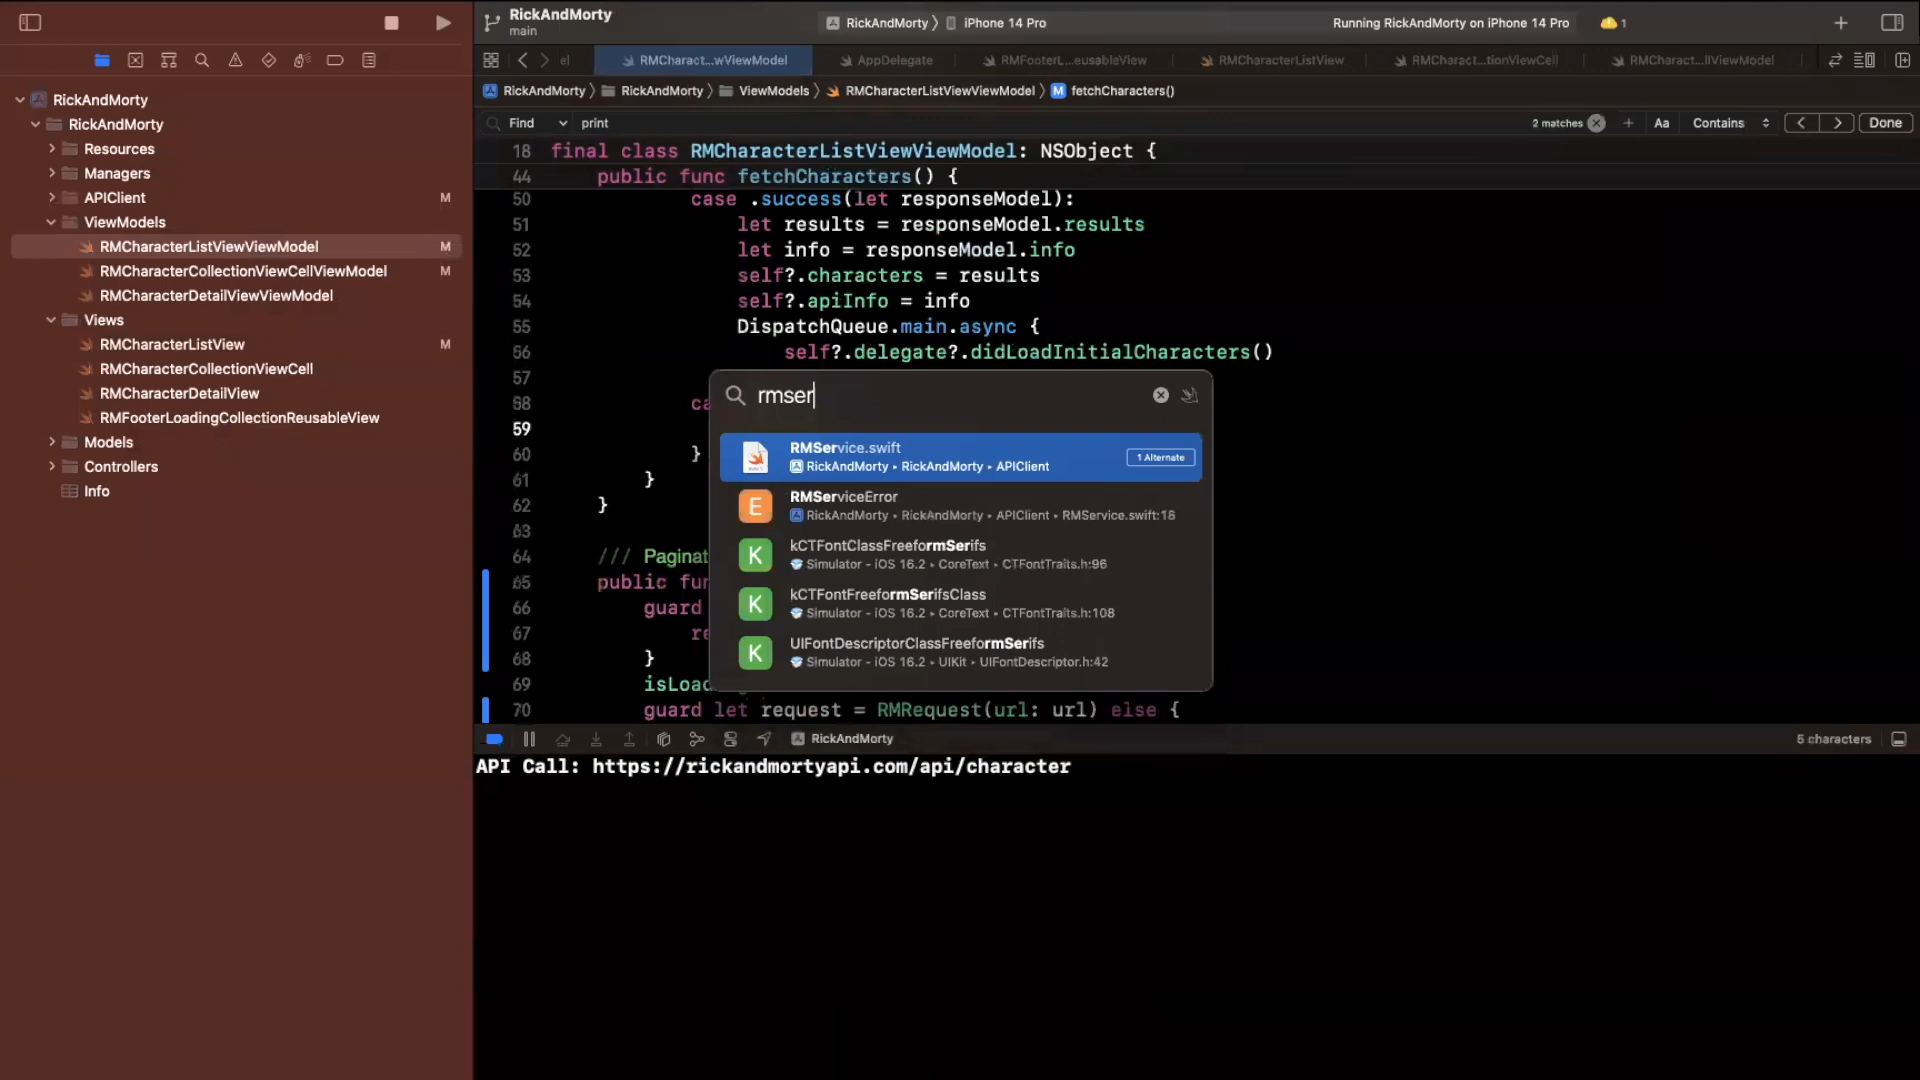 RickAndMorty
main
RickAndMorty
iPhone 14 Pro
Running RickAndMorty on iPhone 14 Pro
1
el
RMCharact...wViewModel
AppDelegate
RMFooterL...eusableView
RMCharacterListView
RMCharact...tionViewCell
RMCharact...llViewModel
RickAndMorty
RickAndMorty
ViewModels
RMCharacterListViewViewModel
M
fetchCharacters()
Find
print
2 matches
Aa
Contains
Done
RickAndMorty
RickAndMorty
Resources
Managers
APIClient M
ViewModels
RMCharacterListViewViewModel M
RMCharacterCollectionViewCellViewModel M
RMCharacterDetailViewViewModel
Views
RMCharacterListView M
RMCharacterCollectionViewCell
RMCharacterDetailView
RMFooterLoadingCollectionReusableView
Models
Controllers
Info
18 final class RMCharacterListViewViewModel: NSObject {
44 public func fetchCharacters() {
50 case .success(let responseModel):
51 let results = responseModel.results
52 let info = responseModel.info
53 self?.characters = results
54 self?.apiInfo = info
55 DispatchQueue.main.async {
56 self?.delegate?.didLoadInitialCharacters()
57
58 ca
59
60 }
61 }
62 }
63
64 /// Paginat
65 public fun
66 guard
67 re
68 }
69 isLoad
70 guard let request = RMRequest(url: url) else {
rmser
RMService.swift
RickAndMorty ▸ RickAndMorty ▸ APIClient
1 Alternate
E
RMServiceError
RickAndMorty ▸ RickAndMorty ▸ APIClient ▸ RMService.swift:18
K
kCTFontClassFreeformSerifs
Simulator - iOS 16.2 ▸ CoreText ▸ CTFontTraits.h:96
K
kCTFontFreeformSerifsClass
Simulator - iOS 16.2 ▸ CoreText ▸ CTFontTraits.h:108
K
UIFontDescriptorClassFreeformSerifs
Simulator - iOS 16.2 ▸ UIKit ▸ UIFontDescriptor.h:42
RickAndMorty
5 characters
API Call: https://rickandmortyapi.com/api/character